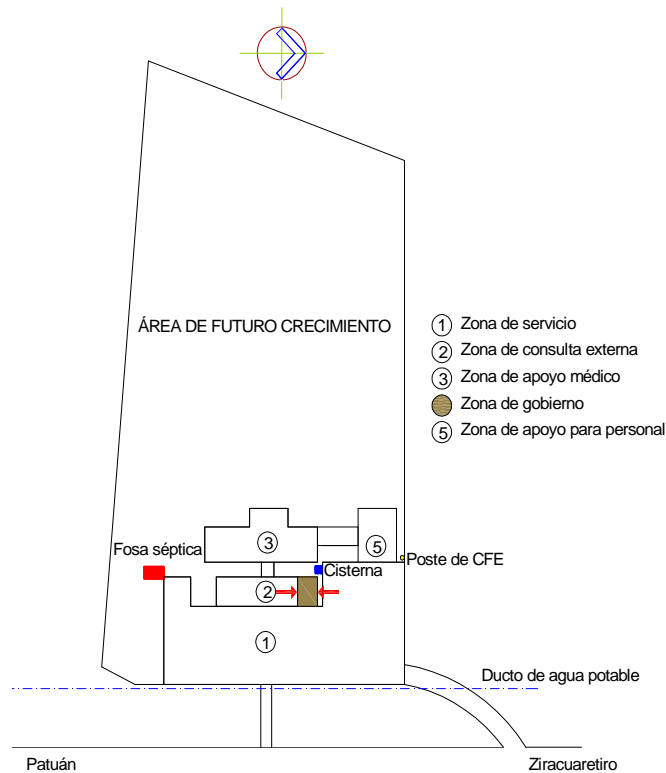 ÁREA DE FUTURO CRECIMIENTO
1 Zona de servicio
2 Zona de consulta externa
3 Zona de apoyo médico
Zona de gobierno
5 Zona de apoyo para personal
Fosa séptica
3
5
Poste de CFE
Cisterna
2
1
Ducto de agua potable
Patuán
Ziracuaretiro